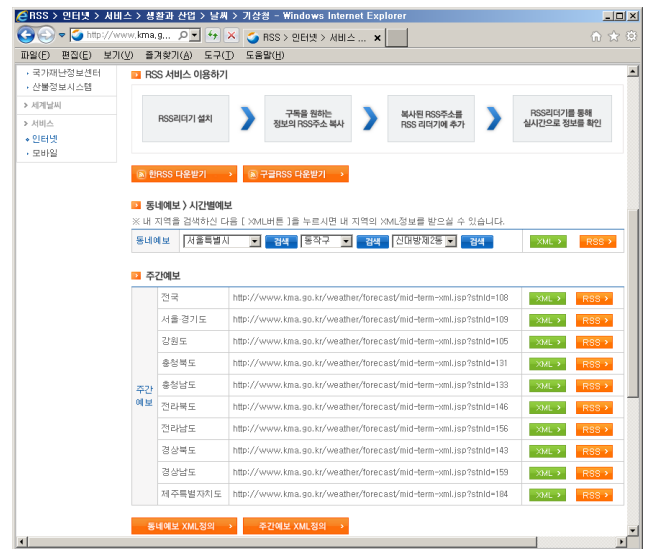 RSS > 인터넷 > 서비스 > 생활과 산업 > 날씨 > 기상청 - Windows Internet Explorer
http://www.kma.g...
RSS > 인터넷 > 서비스 ...
파일(F) 편집(E) 보기(V) 즐겨찾기(A) 도구(T) 도움말(H)
국가재난정보센터
산불정보시스템
세계날씨
서비스
인터넷
모바일
RSS 서비스 이용하기
RSS리더기 설치
구독을 원하는
정보의 RSS주소 복사
복사된 RSS주소를
RSS 리더기에 추가
RSS리더기를 통해
실시간으로 정보를 확인
한RSS 다운받기
구글RSS 다운받기
동네예보 > 시간별예보
※ 내 지역을 검색하신 다음 [ XML버튼 ]을 누르시면 내 지역의 XML정보를 받으실 수 있습니다.
동네예보 서울특별시 검색 동작구 검색 신대방제2동 검색 XML > RSS >
주간예보
주간
예보
전국 http://www.kma.go.kr/weather/forecast/mid-term-xml.jsp?stnId=108 XML > RSS >
서울·경기도 http://www.kma.go.kr/weather/forecast/mid-term-xml.jsp?stnId=109 XML > RSS >
강원도 http://www.kma.go.kr/weather/forecast/mid-term-xml.jsp?stnId=105 XML > RSS >
충청북도 http://www.kma.go.kr/weather/forecast/mid-term-xml.jsp?stnId=131 XML > RSS >
충청남도 http://www.kma.go.kr/weather/forecast/mid-term-xml.jsp?stnId=133 XML > RSS >
전라북도 http://www.kma.go.kr/weather/forecast/mid-term-xml.jsp?stnId=146 XML > RSS >
전라남도 http://www.kma.go.kr/weather/forecast/mid-term-xml.jsp?stnId=156 XML > RSS >
경상북도 http://www.kma.go.kr/weather/forecast/mid-term-xml.jsp?stnId=143 XML > RSS >
경상남도 http://www.kma.go.kr/weather/forecast/mid-term-xml.jsp?stnId=159 XML > RSS >
제주특별자치도 http://www.kma.go.kr/weather/forecast/mid-term-xml.jsp?stnId=184 XML > RSS >
동네예보 XML정의 >
주간예보 XML정의 >